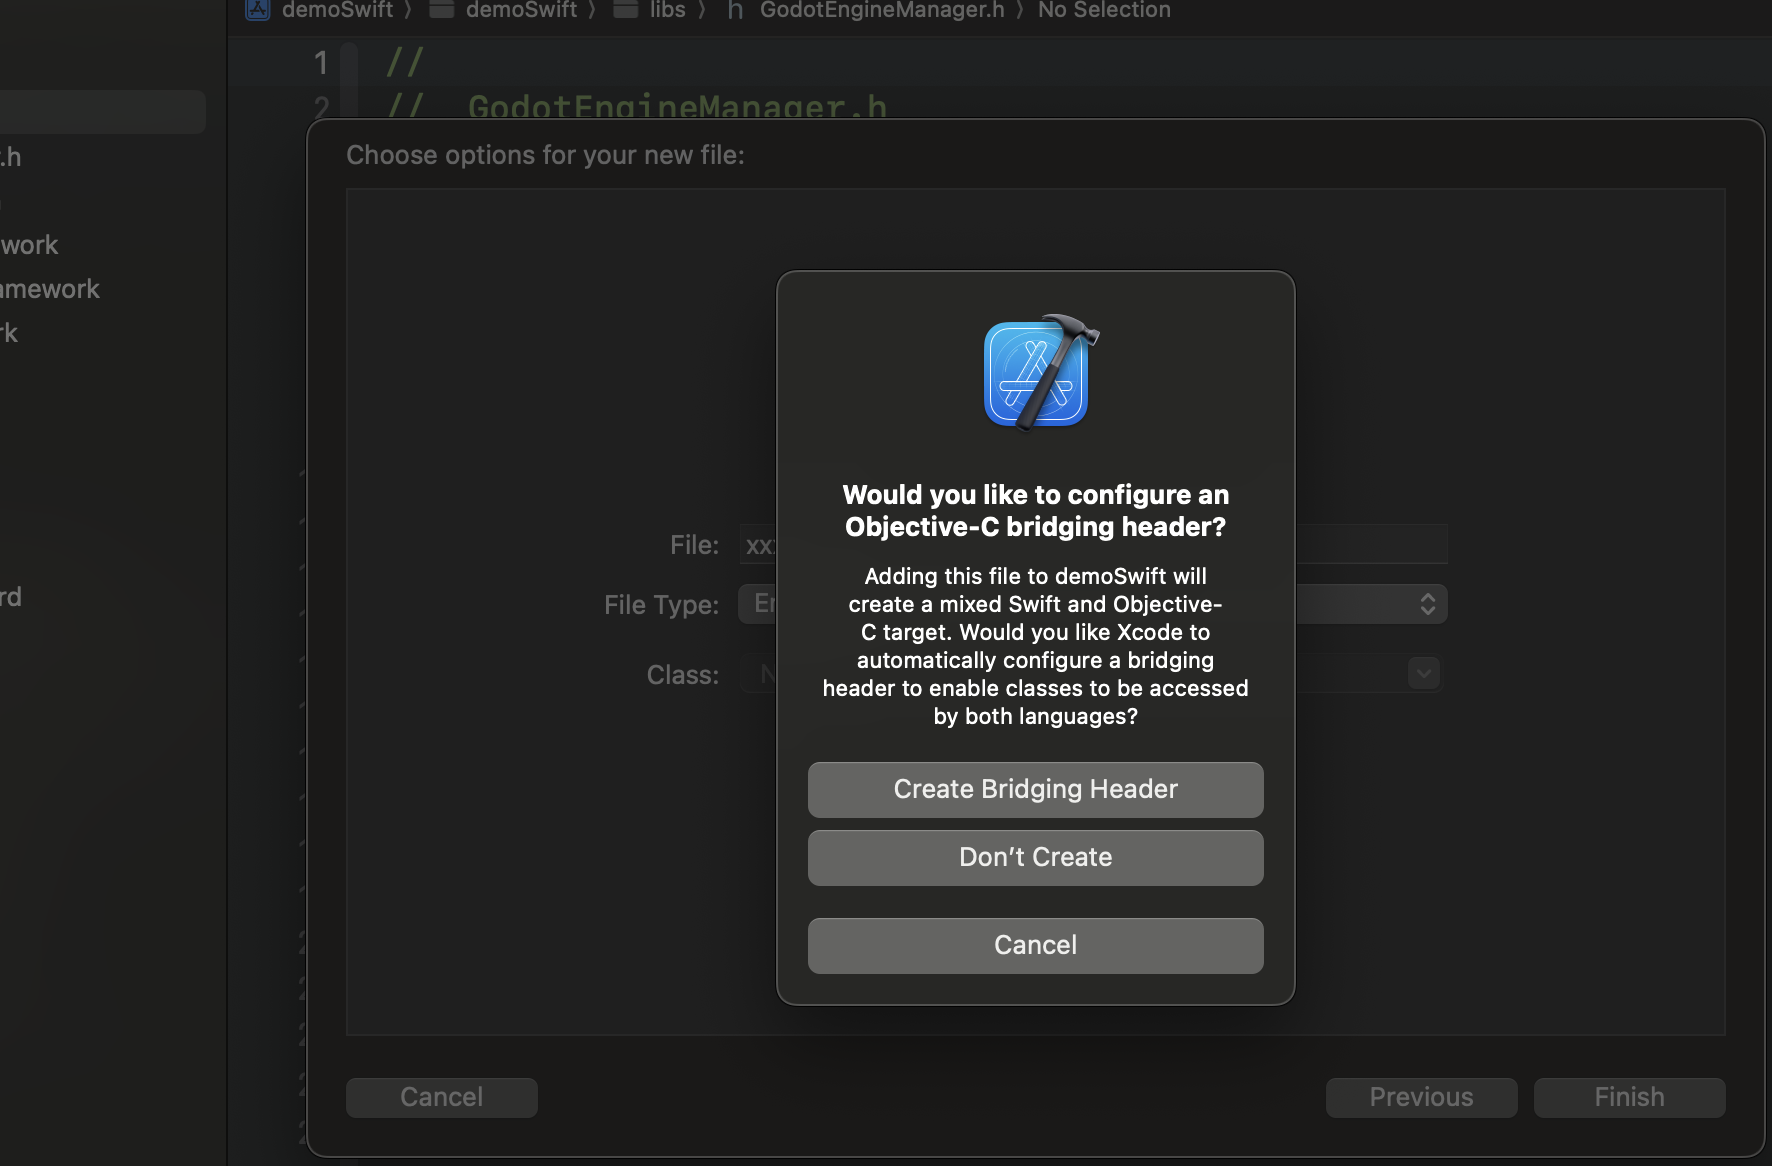 demoSwift 〉 demoSwift 〉 libs 〉 h GodotEngineManager.h 〉 No Selection
1 //
2 // GodotEngineManager.h
.h
work
amework
rk
rd
Choose options for your new file:
File: xx
File Type:
Class:
Would you like to configure an
Objective-C bridging header?
Adding this file to demoSwift will
create a mixed Swift and Objective-
C target. Would you like Xcode to
automatically configure a bridging
header to enable classes to be accessed
by both languages?
Create Bridging Header
Don’t Create
Cancel
Cancel
Previous
Finish